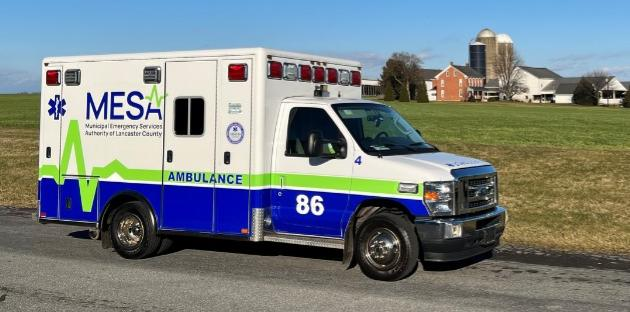 MESA
Municipal Emergency Services
Authority of Lancaster County
AMBULANCE
86
4